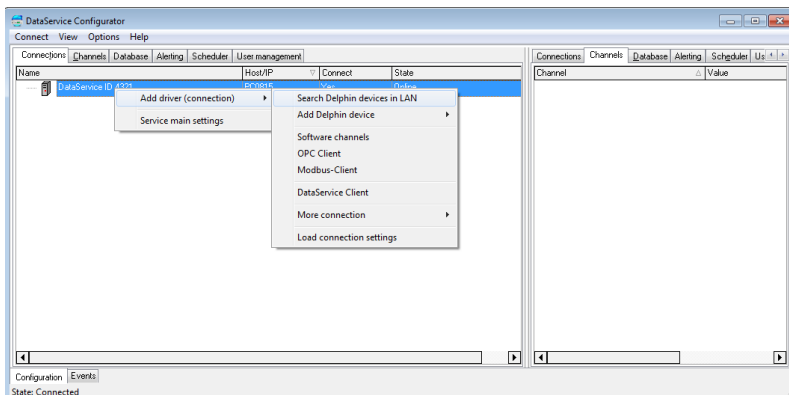 DataService Configurator
Connect View Options Help
Connections Channels Database Alerting Scheduler User management
Connections Channels Database Alerting Scheduler Us
Name Host/IP Connect State
Channel Value
DataService ID 4321 PC0815 Yes Online
Add driver (connection)
Service main settings
Search Delphin devices in LAN
Add Delphin device
Software channels
OPC Client
Modbus-Client
DataService Client
More connection
Load connection settings
Configuration Events
State: Connected